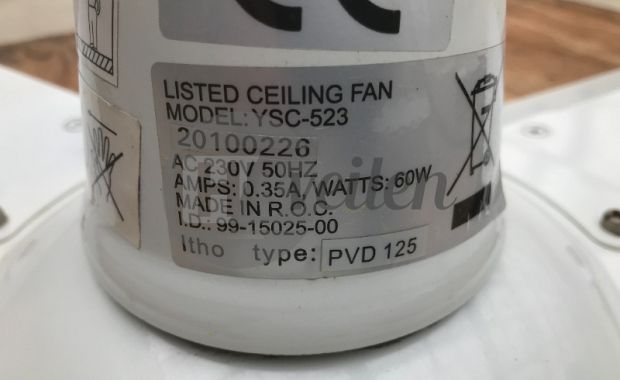 CE
LISTED CEILING FAN
MODEL: YSC-523
20100226
AC 230V 50HZ
AMPS: 0.35A/WATTS: 60W
MADE IN R.O.C.
I.D.: 99-15025-00
Itho type: PVD 125